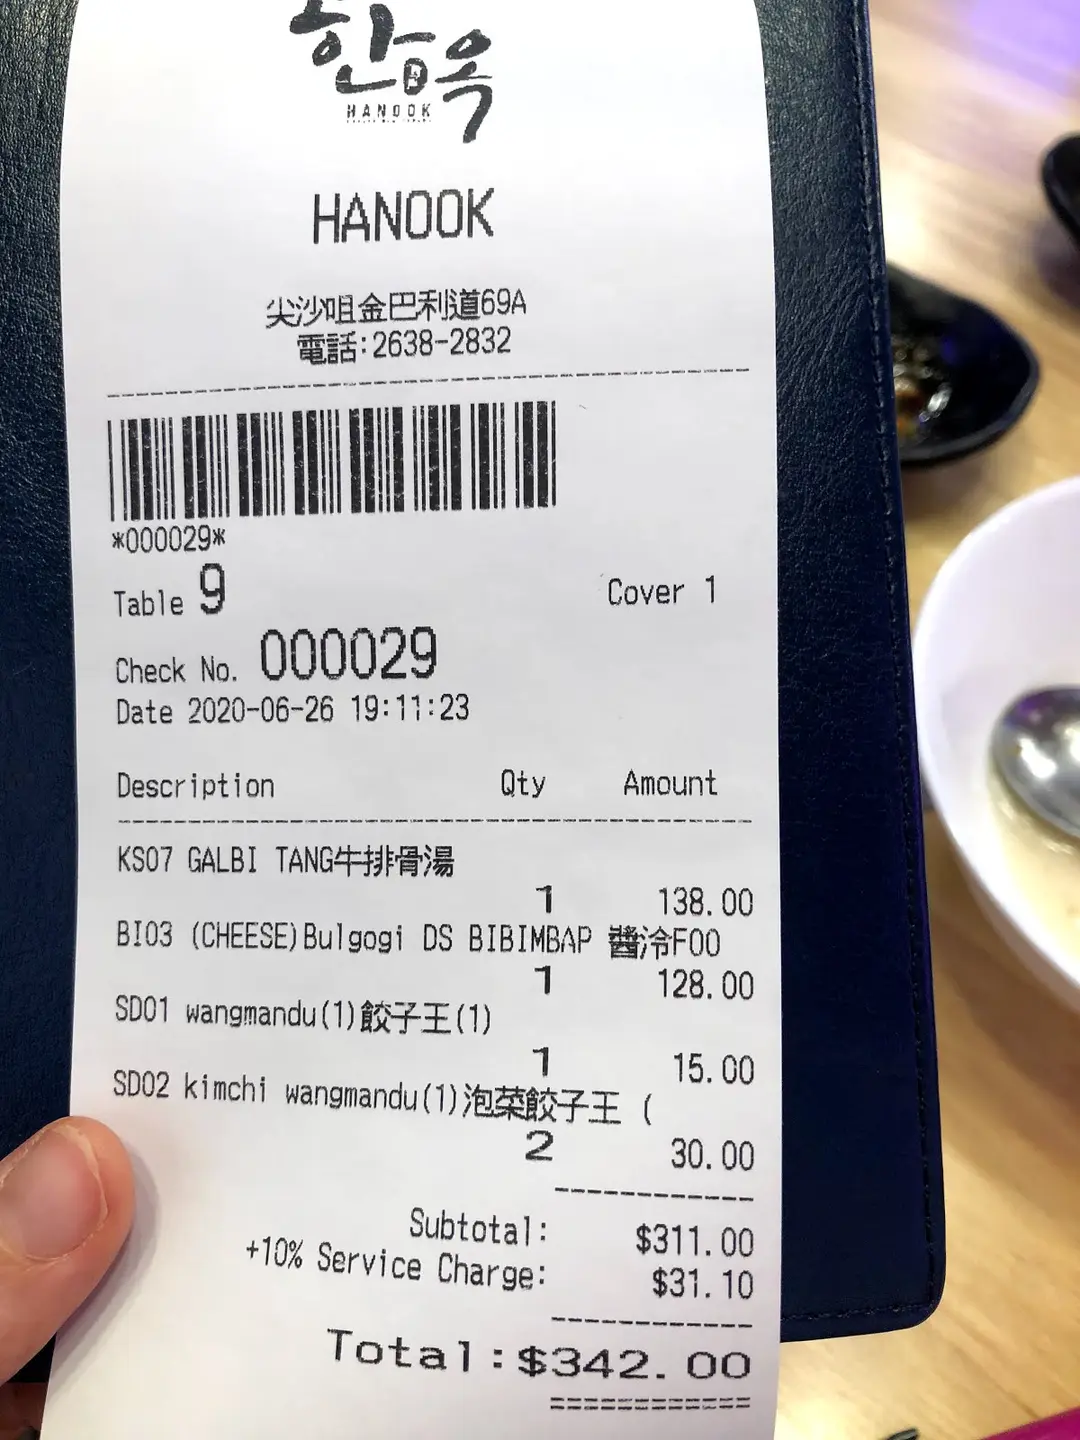 한옥
HANOOK
HANOOK
尖沙咀金巴利道69A
電話:2638-2832
*000029*
Table 9 Cover 1
Check No. 000029
Date 2020-06-26 19:11:23
Description Qty Amount
KS07 GALBI TANG牛排骨湯
1 138.00
BI03 (CHEESE)Bulgogi DS BIBIMBAP 醬泠FOO
1 128.00
SD01 wangmandu(1)餃子王(1)
1 15.00
SD02 kimchi wangmandu(1)泡菜餃子王 (
2 30.00
Subtotal: $311.00
+10% Service Charge: $31.10
Total:$342.00